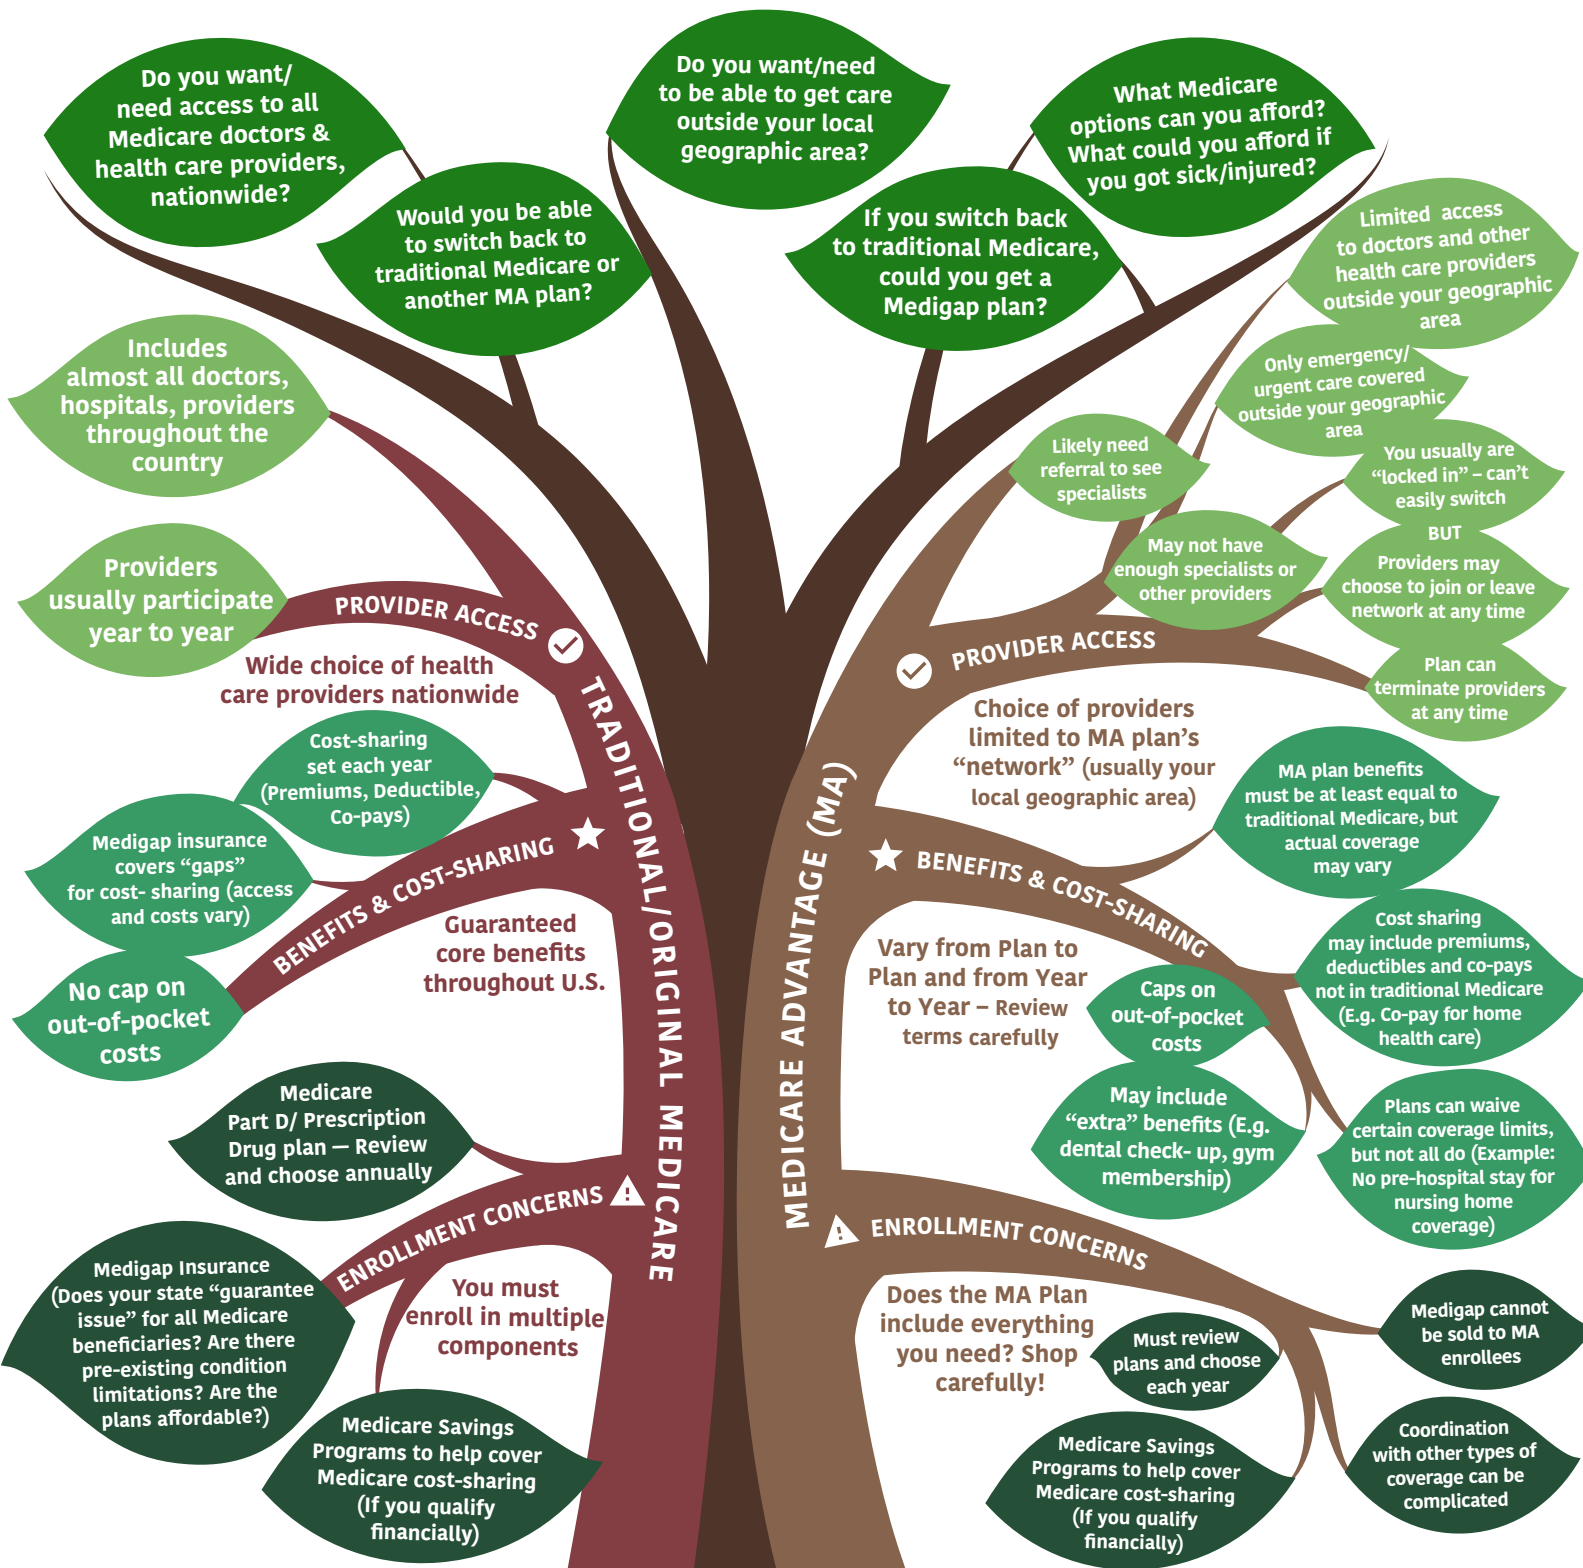 Do you want/
need access to all
Medicare doctors &
health care providers,
nationwide?
Would you be able
to switch back to
traditional Medicare or
another MA plan?
Do you want/need
to be able to get care
outside your local
geographic area?
If you switch back
to traditional Medicare,
could you get a
Medigap plan?
What Medicare
options can you afford?
What could you afford if
you got sick/injured?
TRADITIONAL/ORIGINAL MEDICARE
PROVIDER ACCESS
Wide choice of health
care providers nationwide
Includes
almost all doctors,
hospitals, providers
throughout the
country
Providers
usually participate
year to year
BENEFITS & COST-SHARING
Guaranteed
core benefits
throughout U.S.
Cost-sharing
set each year
(Premiums, Deductible,
Co-pays)
Medigap insurance
covers “gaps”
for cost- sharing (access
and costs vary)
No cap on
out-of-pocket
costs
ENROLLMENT CONCERNS
You must
enroll in multiple
components
Medicare
Part D/ Prescription
Drug plan — Review
and choose annually
Medigap Insurance
(Does your state “guarantee
issue” for all Medicare
beneficiaries? Are there
pre-existing condition
limitations? Are the
plans affordable?)
Medicare Savings
Programs to help cover
Medicare cost-sharing
(If you qualify
financially)
MEDICARE ADVANTAGE (MA)
PROVIDER ACCESS
Choice of providers
limited to MA plan’s
“network” (usually your
local geographic area)
Limited access
to doctors and other
health care providers
outside your geographic
area
Only emergency/
urgent care covered
outside your geographic
area
Likely need
referral to see
specialists
You usually are
“locked in” – can’t
easily switch
BUT
Providers may
choose to join or leave
network at any time
May not have
enough specialists or
other providers
Plan can
terminate providers
at any time
BENEFITS & COST-SHARING
Vary from Plan to
Plan and from Year
to Year – Review
terms carefully
MA plan benefits
must be at least equal to
traditional Medicare, but
actual coverage
may vary
Cost sharing
may include premiums,
deductibles and co-pays
not in traditional Medicare
(E.g. Co-pay for home
health care)
Caps on
out-of-pocket
costs
May include
“extra” benefits (E.g.
dental check- up, gym
membership)
Plans can waive
certain coverage limits,
but not all do (Example:
No pre-hospital stay for
nursing home
coverage)
ENROLLMENT CONCERNS
Does the MA Plan
include everything
you need? Shop
carefully!
Must review
plans and choose
each year
Medigap cannot
be sold to MA
enrollees
Medicare Savings
Programs to help cover
Medicare cost-sharing
(If you qualify
financially)
Coordination
with other types of
coverage can be
complicated